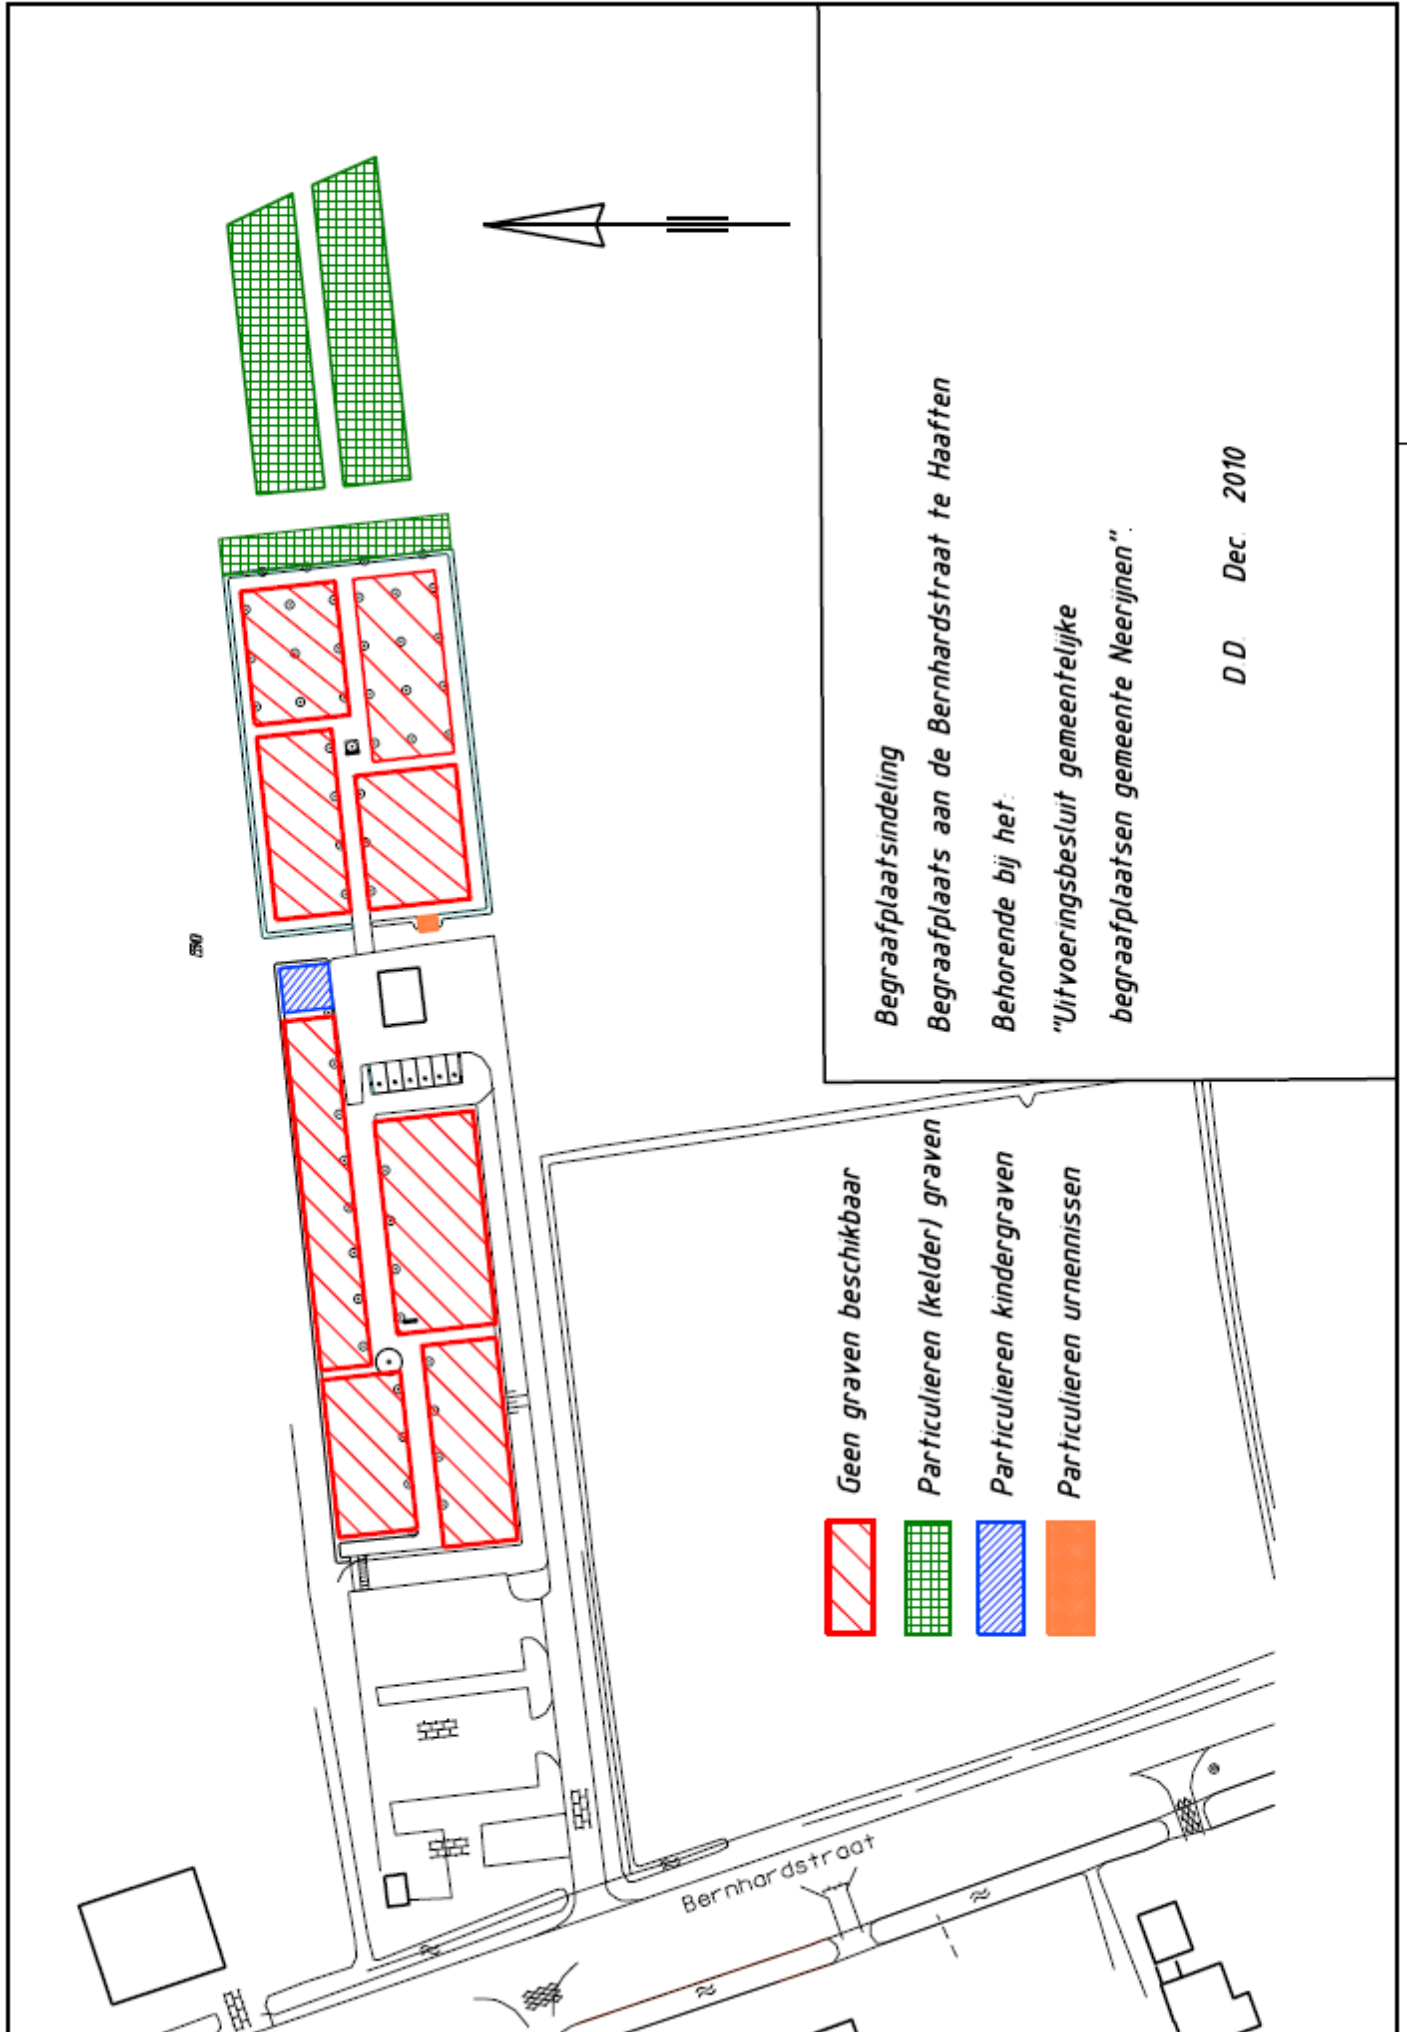 Begraafplaatsindeling
Begraafplaats aan de Bernhardstraat te Haaften
Behorende bij het:
"Uitvoeringsbesluit gemeentelijke
begraafplaatsen gemeente Neerijnen".
D.D. Dec. 2010
Geen graven beschikbaar
Particulieren (kelder) graven
Particulieren kindergraven
Particulieren urnennissen
Bernhardstraat